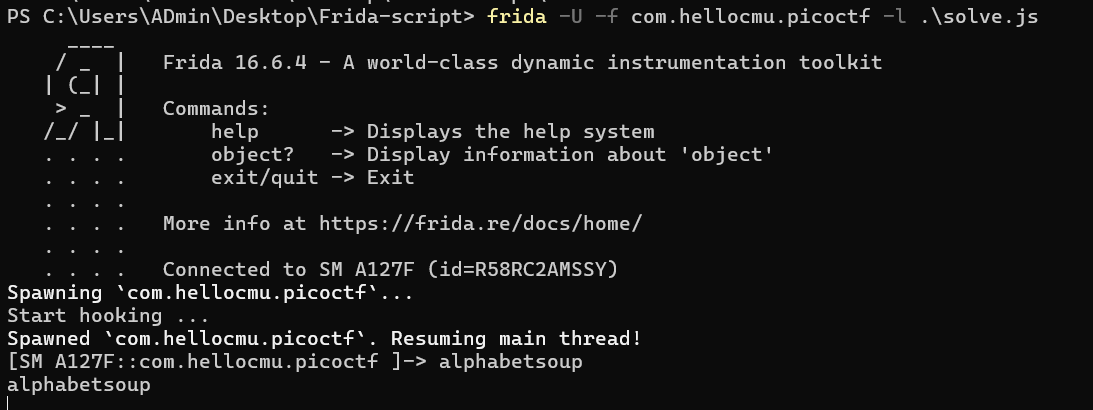 PS C:\Users\ADmin\Desktop\Frida-script> frida -U -f com.hellocmu.picoctf -l .\solve.js
     ____
    / _  |   Frida 16.6.4 - A world-class dynamic instrumentation toolkit
   | (_| |
    > _  |   Commands:
   /_/ |_|       help      -> Displays the help system
   . . . .       object?   -> Display information about 'object'
   . . . .       exit/quit -> Exit
   . . . .
   . . . .   More info at https://frida.re/docs/home/
   . . . .
   . . . .   Connected to SM A127F (id=R58RC2AMSSY)
Spawning `com.hellocmu.picoctf`...
Start hooking ...
Spawned `com.hellocmu.picoctf`. Resuming main thread!
[SM A127F::com.hellocmu.picoctf ]-> alphabetsoup
alphabetsoup